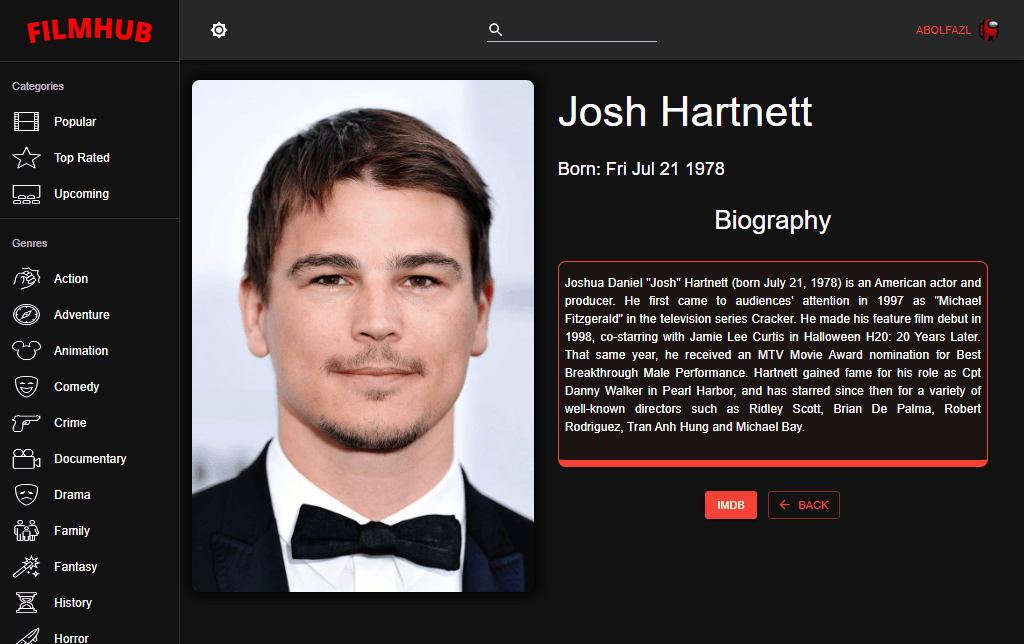 FILMHUB
ABOLFAZL
Categories
Popular
Top Rated
Upcoming
Genres
Action
Adventure
Animation
Comedy
Crime
Documentary
Drama
Family
Fantasy
History
Horror
Josh Hartnett
Born: Fri Jul 21 1978
Biography
Joshua Daniel "Josh" Hartnett (born July 21, 1978) is an American actor and
producer. He first came to audiences' attention in 1997 as "Michael
Fitzgerald" in the television series Cracker. He made his feature film debut in
1998, co-starring with Jamie Lee Curtis in Halloween H20: 20 Years Later.
That same year, he received an MTV Movie Award nomination for Best
Breakthrough Male Performance. Hartnett gained fame for his role as Cpt
Danny Walker in Pearl Harbor, and has starred since then for a variety of
well-known directors such as Ridley Scott, Brian De Palma, Robert
Rodriguez, Tran Anh Hung and Michael Bay.
IMDB
BACK